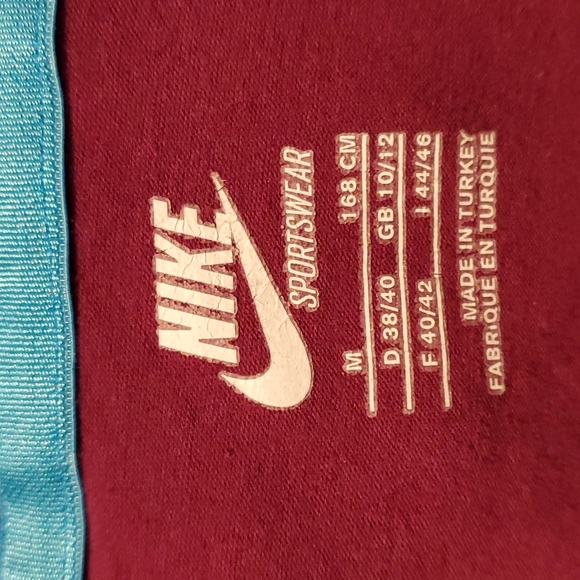 NIKE
SPORTSWEAR
M 168 CM
D 38/40 GB 10/12
F 40/42 I 44/46
MADE IN TURKEY
FABRIQUE EN TURQUIE